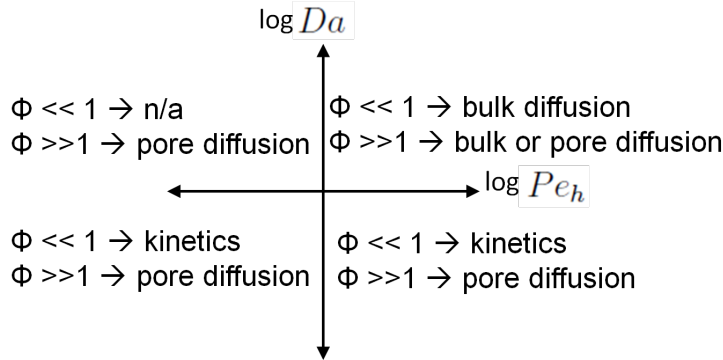 log Da
Φ << 1 → n/a
Φ >>1 → pore diffusion
Φ << 1 → bulk diffusion
Φ >>1 → bulk or pore diffusion
log Pe_h
Φ << 1 → kinetics
Φ >>1 → pore diffusion
Φ << 1 → kinetics
Φ >>1 → pore diffusion